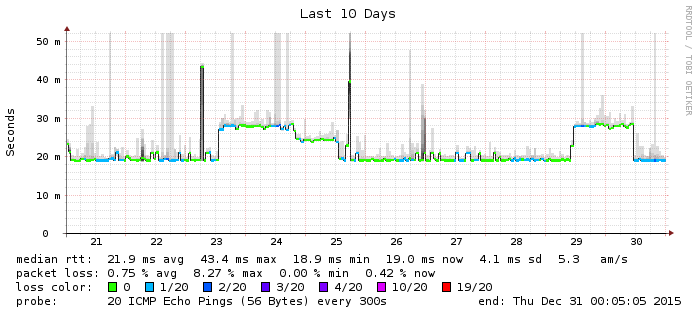 Last 10 Days
RRDTOOL / TOBI OETIKER
Seconds
50 m
40 m
30 m
20 m
10 m
0
21 22 23 24 25 26 27 28 29 30
median rtt: 21.9 ms avg 43.4 ms max 18.9 ms min 19.0 ms now 4.1 ms sd 5.3 am/s
packet loss: 0.75 % avg 8.27 % max 0.00 % min 0.42 % now
loss color: 0 1/20 2/20 3/20 4/20 10/20 19/20
probe: 20 ICMP Echo Pings (56 Bytes) every 300s end: Thu Dec 31 00:05:05 2015